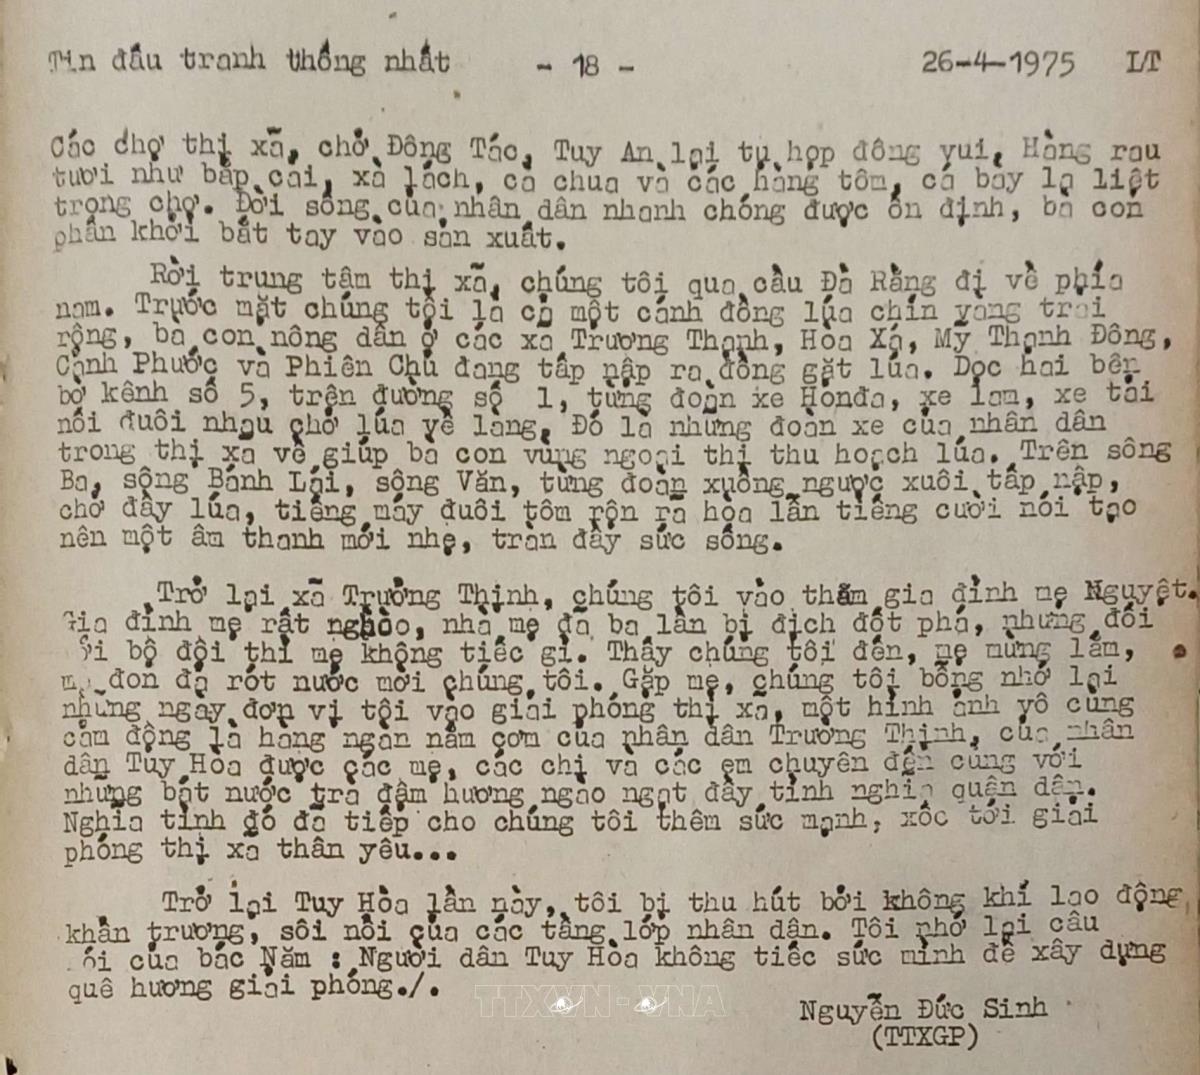 Tin đấu tranh thống nhất - 18 - 26-4-1975 LT
Các chợ thị xã, chợ Đông Tác, Tuy An lại tụ họp đông vui. Hàng rau
tươi như bắp cải, xà lách, cà chua và các hàng tôm, cá bày la liệt
trong chợ. Đời sống của nhân dân nhanh chóng được ổn định, bà con
phấn khởi bắt tay vào sản xuất.
Rời trung tâm thị xã, chúng tôi qua cầu Đà Rằng đi về phía
nam. Trước mặt chúng tôi là cả một cánh đồng lúa chín vàng trải
rộng, bà con nông dân ở các xã Trương Thạnh, Hòa Xá, Mỹ Thạnh Đông,
Cảnh Phước và Phiên Chú đang tấp nập ra đồng gặt lúa. Dọc hai bên
bờ kênh số 5, trên đường số 1, từng đoàn xe Honđa, xe lam, xe tải
nối đuôi nhau chở lúa về làng. Đó là những đoàn xe của nhân dân
trong thị xã về giúp bà con vùng ngoại thị thu hoạch lúa. Trên sông
Ba, sông Bánh Lái, sông Văn, từng đoàn xuồng ngược xuôi tấp nập,
chở đầy lúa, tiếng máy đuôi tôm rộn rã hòa lẫn tiếng cười nói tạo
nên một âm thanh mới nhẹ, tràn đầy sức sống.
Trở lại xã Trường Thịnh, chúng tôi vào thăm gia đình mẹ Nguyệt.
Gia đình mẹ rất nghèo, nhà mẹ đã ba lần bị địch đốt phá, nhưng đối
với bộ đội thì mẹ không tiếc gì. Thấy chúng tôi đến, mẹ mừng lắm,
mẹ đon đả rót nước mời chúng tôi. Gặp mẹ, chúng tôi bỗng nhớ lại
những ngày đơn vị tôi vào giải phóng thị xã, một hình ảnh vô cùng
cảm động là hàng ngàn nắm cơm của nhân dân Trường Thịnh, của nhân
dân Tuy Hòa được các mẹ, các chị và các em chuyển đến cùng với
những bát nước trà đậm hương ngào ngạt đầy tình nghĩa quân dân.
Nghĩa tình đó đã tiếp cho chúng tôi thêm sức mạnh, xốc tới giải
phóng thị xã thân yêu...
Trở lại Tuy Hòa lần này, tôi bị thu hút bởi không khí lao động
khẩn trương, sôi nổi của các tầng lớp nhân dân. Tôi nhớ lại câu
nói của bác Năm : Người dân Tuy Hòa không tiếc sức mình để xây dựng
quê hương giải phóng./.
TTXVN - VNA
Nguyễn Đức Sinh
(TTXGP)